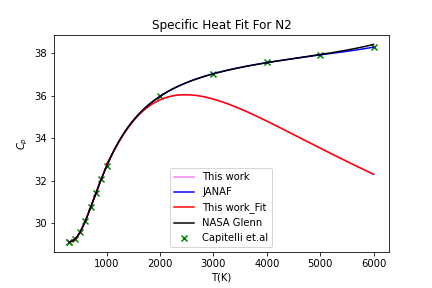 Specific Heat Fit For N2
38
36
34
32
30
C_p
This work
JANAF
This work_Fit
NASA Glenn
Capitelli et.al
1000 2000 3000 4000 5000 6000
T(K)